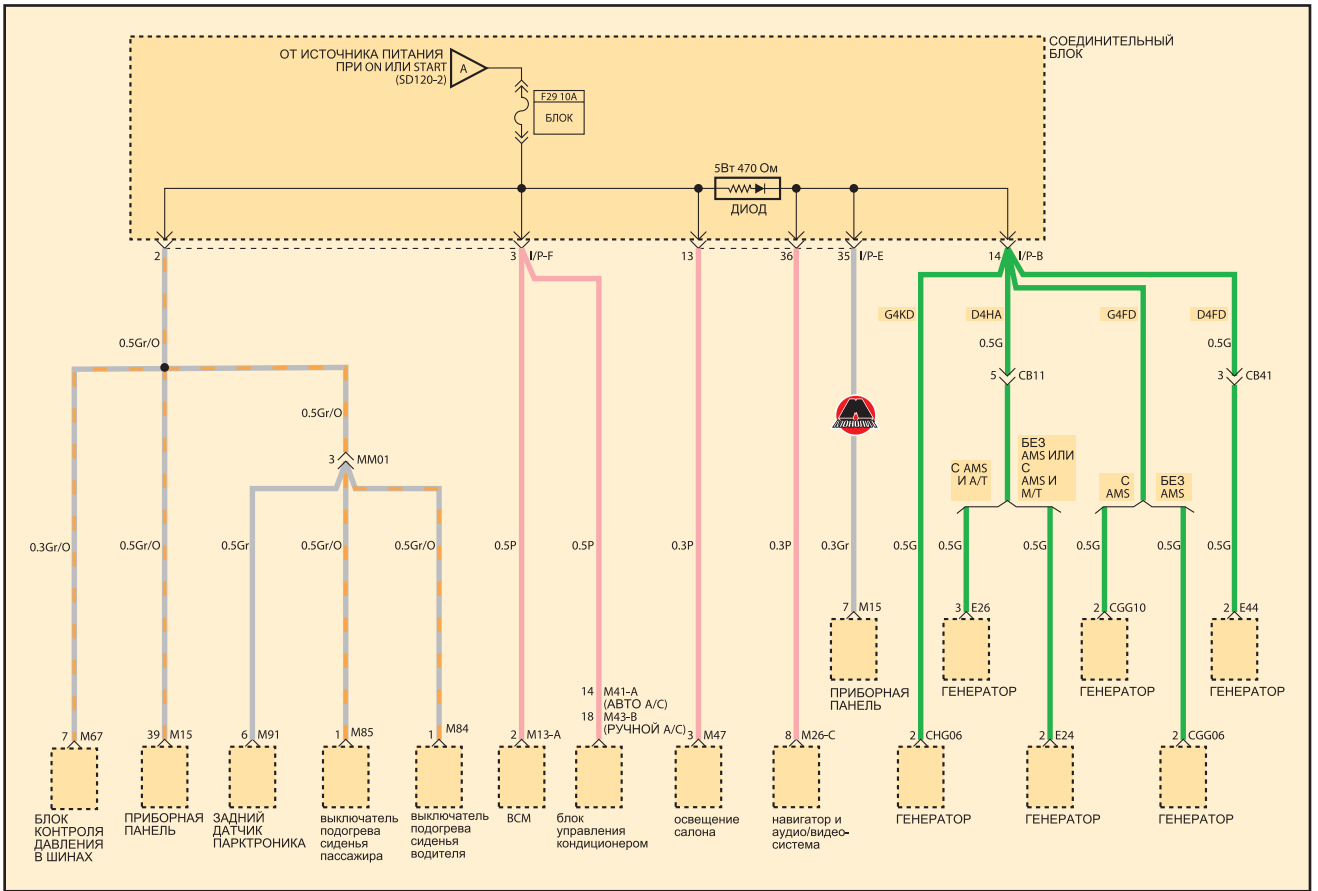 ОТ ИСТОЧНИКА ПИТАНИЯ
ПРИ ON ИЛИ START
(SD120-2)
A
СОЕДИНИТЕЛЬНЫЙ
БЛОК
F29 10A
БЛОК
5Вт 470 Ом
ДИОД
2
3
I/P-F
13
36
35
I/P-E
14
I/P-B
G4KD
D4HA
G4FD
D4FD
0.5Gr/O
0.5G
0.5G
5
CB11
3
CB41
0.5Gr/O
3
MM01
С AMS
И A/T
БЕЗ
AMS ИЛИ
С
AMS И
M/T
С
AMS
БЕЗ
AMS
0.3Gr/O
0.5Gr/O
0.5Gr
0.5Gr/O
0.5Gr/O
0.5P
0.5P
0.3P
0.3P
0.3Gr
0.5G
0.5G
0.5G
0.5G
0.5G
0.5G
7
M15
3
E26
2
CGG10
2
E44
ПРИБОРНАЯ
ПАНЕЛЬ
ГЕНЕРАТОР
ГЕНЕРАТОР
ГЕНЕРАТОР
14
M41-A
(АВТО A/C)
18
M43-B
(РУЧНОЙ A/C)
7
M67
39
M15
6
M91
1
M85
1
M84
2
M13-A
3
M47
8
M26-C
2
CHG06
2
E24
2
CGG06
БЛОК
КОНТРОЛЯ
ДАВЛЕНИЯ
В ШИНАХ
ПРИБОРНАЯ
ПАНЕЛЬ
ЗАДНИЙ
ДАТЧИК
ПАРКТРОНИКА
выключатель
подогрева
сиденья
пассажира
выключатель
подогрева
сиденья
водителя
BCM
блок
управления
кондиционером
освещение
салона
навигатор и
аудио/видео-
система
ГЕНЕРАТОР
ГЕНЕРАТОР
ГЕНЕРАТОР